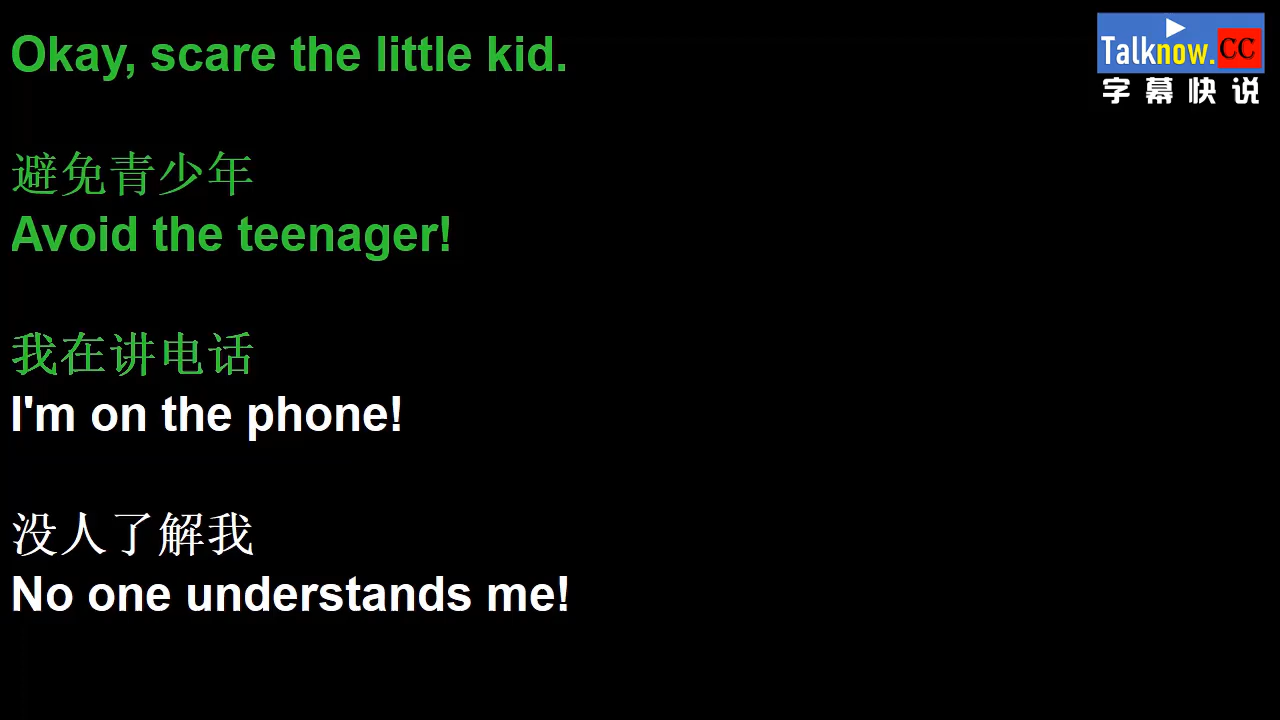 Okay, scare the little kid.
Talknow.CC
字幕快说
避免青少年
Avoid the teenager!
我在讲电话
I'm on the phone!
没人了解我
No one understands me!